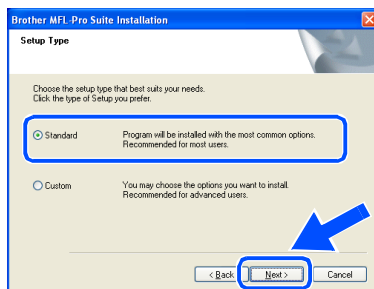 Brother MFL-Pro Suite Installation
Setup Type
Choose the setup type that best suits your needs.
Click the type of Setup you prefer.
Standard
Program will be installed with the most common options.
Recommended for most users.
Custom
You may choose the options you want to install.
Recommended for advanced users.
< Back
Next >
Cancel